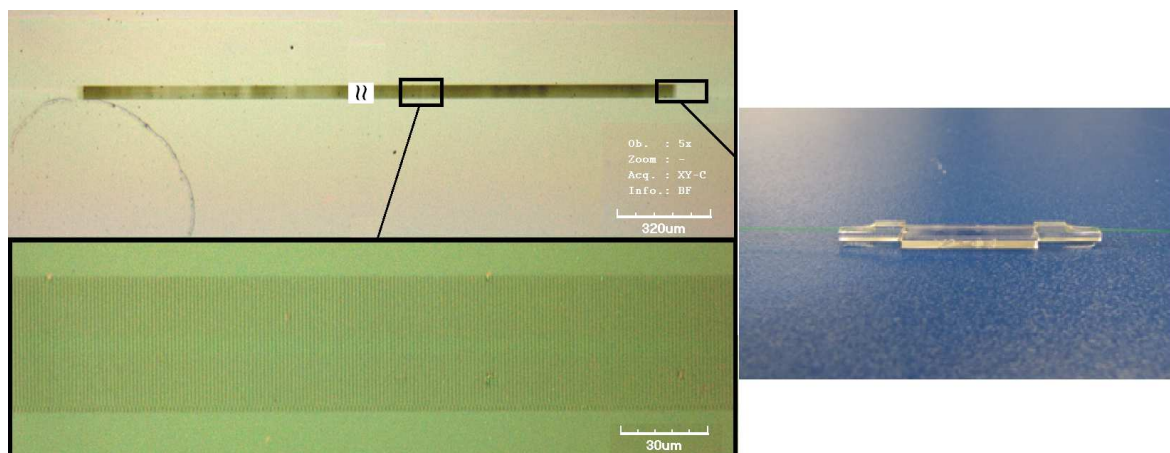 Ob. : 5x
Zoom : -
Acq. : XY-C
Info.: BF
320um
30um